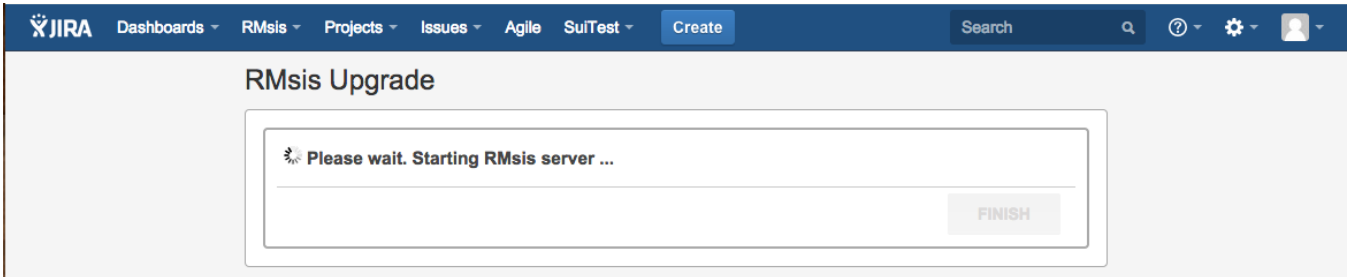 JIRA Dashboards RMsis Projects Issues Agile SuiTest Create Search
RMsis Upgrade
Please wait. Starting RMsis server ...
FINISH